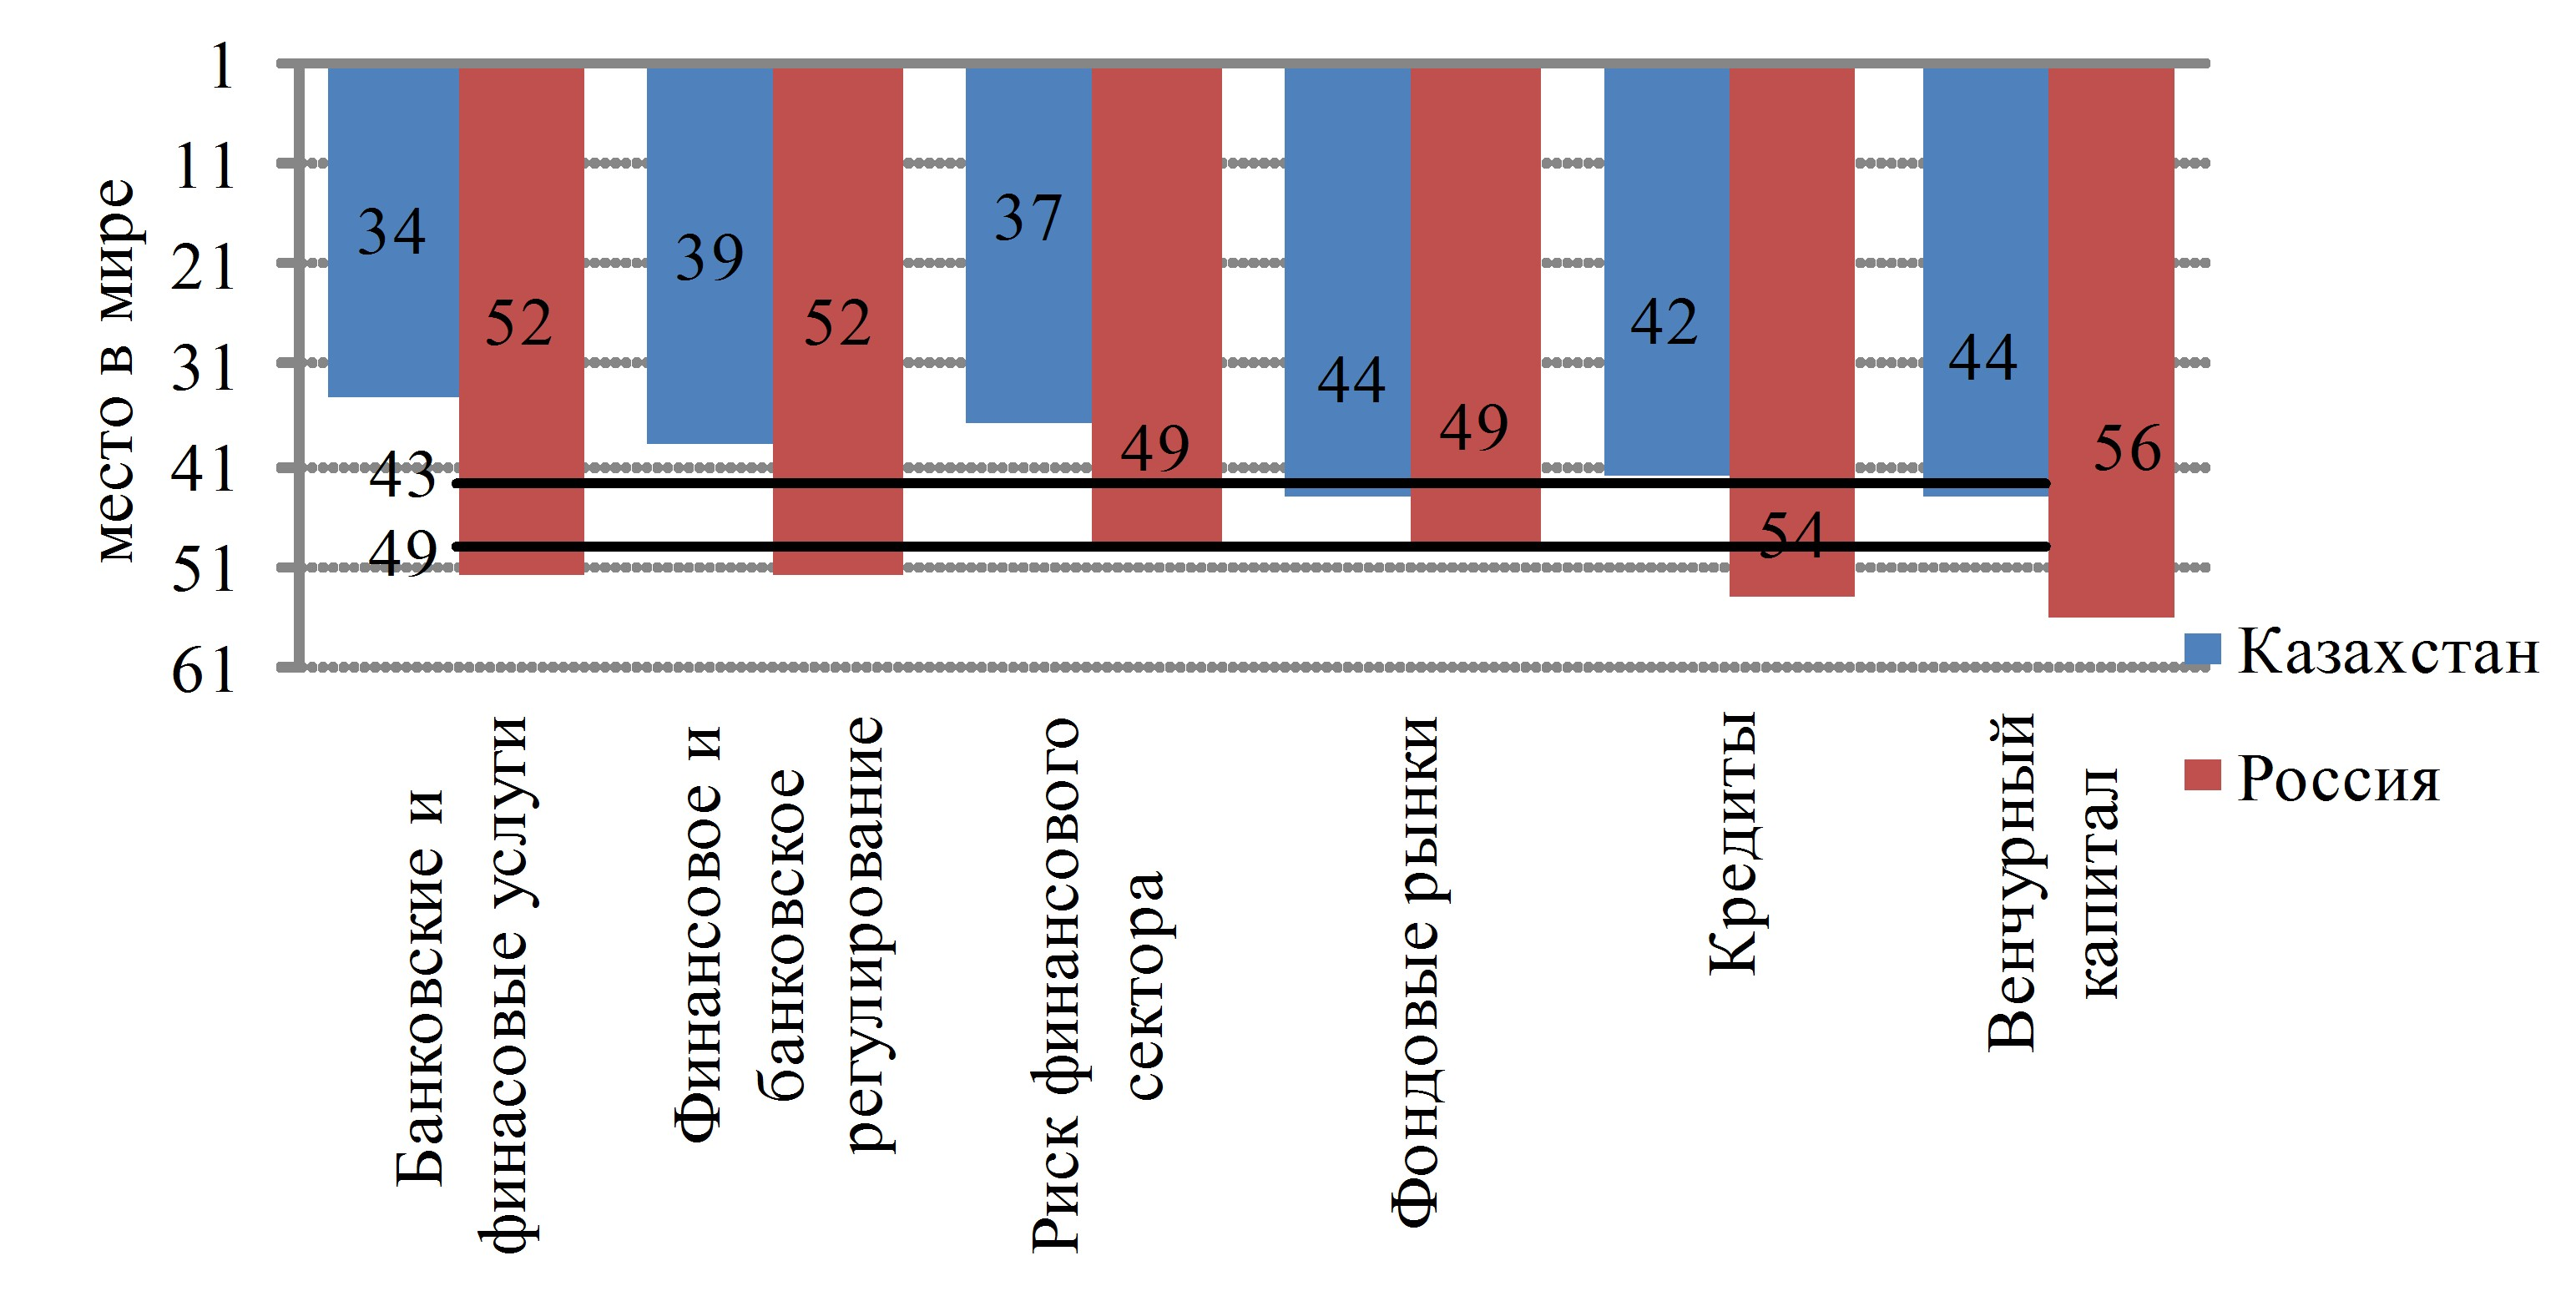 место в мире
1
11
21
31
41
51
61
34
52
39
52
37
49
44
49
42
54
44
56
43
49
Банковские и
финасовые услуги
Финансовое и
банковское
регулирование
Риск финансового
сектора
Фондовые рынки
Кредиты
Венчурный
капитал
Казахстан
Россия